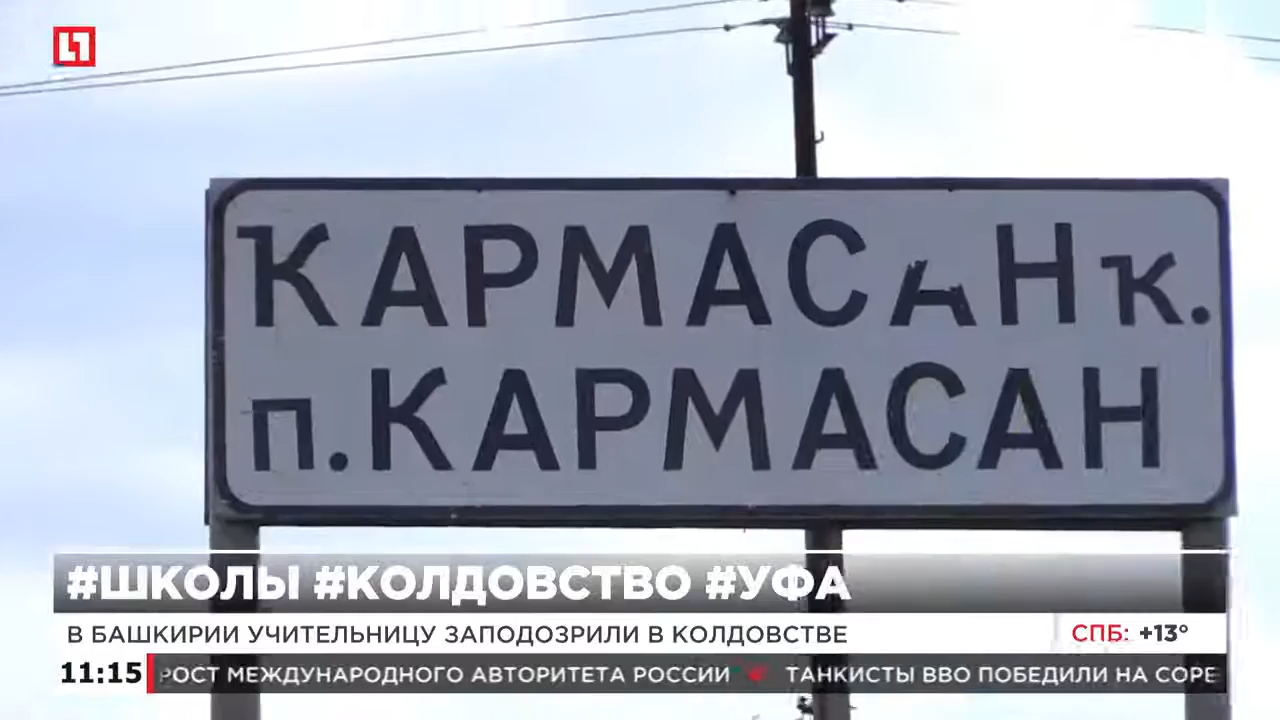 ҠАРМАСАН ҡ.
п. КАРМАСАН
#ШКОЛЫ #КОЛДОВСТВО #УФА
В БАШКИРИИ УЧИТЕЛЬНИЦУ ЗАПОДОЗРИЛИ В КОЛДОВСТВЕ
СПБ: +13°
11:15 РОСТ МЕЖДУНАРОДНОГО АВТОРИТЕТА РОССИИ ТАНКИСТЫ ВВО ПОБЕДИЛИ НА СОРЕ